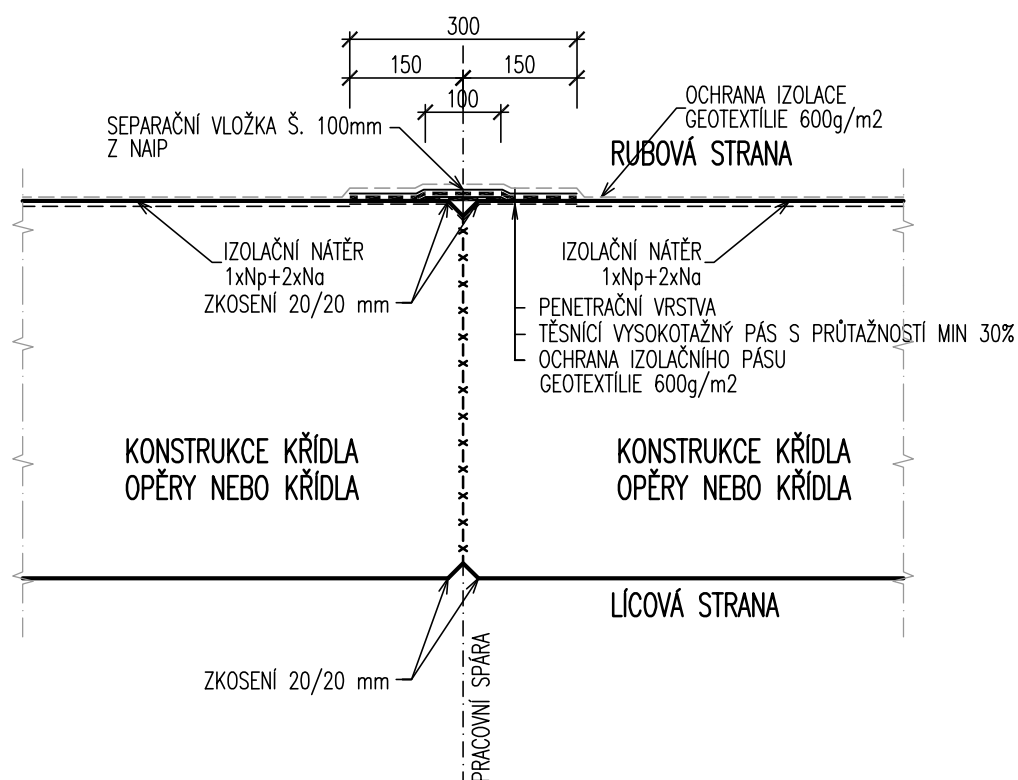 300
150
150
100
SEPARAČNÍ VLOŽKA Š. 100mm
Z NAIP
OCHRANA IZOLACE
GEOTEXTÍLIE 600g/m2
RUBOVÁ STRANA
IZOLAČNÍ NÁTĚR
1xNp+2xNa
ZKOSENÍ 20/20 mm
IZOLAČNÍ NÁTĚR
1xNp+2xNa
PENETRAČNÍ VRSTVA
TĚSNÍCÍ VYSOKOTAŽNÝ PÁS S PRŮTAŽNOSTÍ MIN 30%
OCHRANA IZOLAČNÍHO PÁSU
GEOTEXTÍLIE 600g/m2
KONSTRUKCE KŘÍDLA
OPĚRY NEBO KŘÍDLA
KONSTRUKCE KŘÍDLA
OPĚRY NEBO KŘÍDLA
LÍCOVÁ STRANA
ZKOSENÍ 20/20 mm
PRACOVNÍ SPÁRA